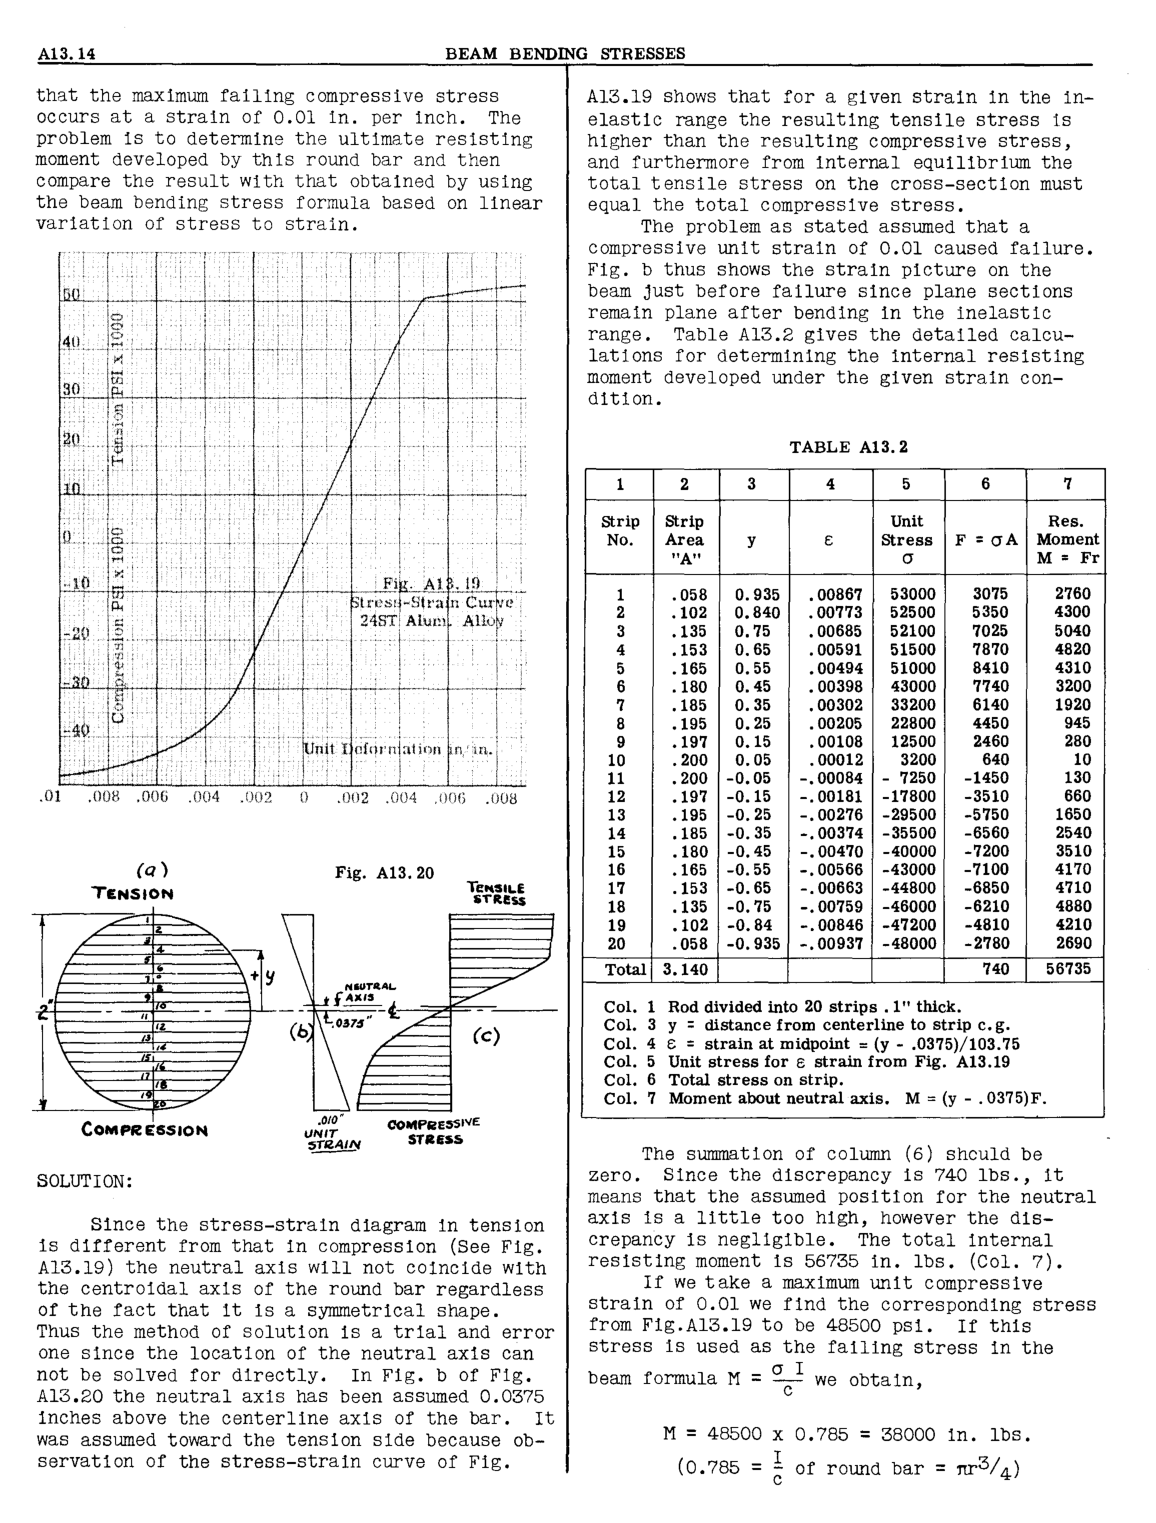 A13.14
BEAM BENDING STRESSES
that the maximum failing compressive stress
occurs at a strain of 0.01 in. per inch. The
problem is to determine the ultimate resisting
moment developed by this round bar and then
compare the result with that obtained by using
the beam bending stress formula based on linear
variation of stress to strain.
50
40
30
20
10
0
-10
-20
-30
-40
Tension PSI x 1000
Compression PSI x 1000
Fig. A13.19
Stress-Strain Curve
24ST Alum. Alloy
Unit Deformation in/in.
.01 .008 .006 .004 .002 0 .002 .004 .006 .008
(a)
TENSION
Fig. A13.20
TENSILE
STRESS
1
2
3
4
5
6
7
8
9
10
11
12
13
14
15
16
17
18
19
20
+y
2"
NEUTRAL
AXIS
.0375"
℄
(b)
(c)
COMPRESSION
.010"
UNIT
STRAIN
COMPRESSIVE
STRESS
SOLUTION:
Since the stress-strain diagram in tension
is different from that in compression (See Fig.
A13.19) the neutral axis will not coincide with
the centroidal axis of the round bar regardless
of the fact that it is a symmetrical shape.
Thus the method of solution is a trial and error
one since the location of the neutral axis can
not be solved for directly. In Fig. b of Fig.
A13.20 the neutral axis has been assumed 0.0375
inches above the centerline axis of the bar. It
was assumed toward the tension side because ob-
servation of the stress-strain curve of Fig.
A13.19 shows that for a given strain in the in-
elastic range the resulting tensile stress is
higher than the resulting compressive stress,
and furthermore from internal equilibrium the
total tensile stress on the cross-section must
equal the total compressive stress.
The problem as stated assumed that a
compressive unit strain of 0.01 caused failure.
Fig. b thus shows the strain picture on the
beam just before failure since plane sections
remain plane after bending in the inelastic
range. Table A13.2 gives the detailed calcu-
lations for determining the internal resisting
moment developed under the given strain con-
dition.
TABLE A13.2
1 2 3 4 5 6 7
Strip Strip Unit Res.
No. Area y ε Stress F = σA Moment
"A" σ M = Fr
1 .058 0.935 .00867 53000 3075 2760
2 .102 0.840 .00773 52500 5350 4300
3 .135 0.75 .00685 52100 7025 5040
4 .153 0.65 .00591 51500 7870 4820
5 .165 0.55 .00494 51000 8410 4310
6 .180 0.45 .00398 43000 7740 3200
7 .185 0.35 .00302 33200 6140 1920
8 .195 0.25 .00205 22800 4450 945
9 .197 0.15 .00108 12500 2460 280
10 .200 0.05 .00012 3200 640 10
11 .200 -0.05 -.00084 - 7250 -1450 130
12 .197 -0.15 -.00181 -17800 -3510 660
13 .195 -0.25 -.00276 -29500 -5750 1650
14 .185 -0.35 -.00374 -35500 -6560 2540
15 .180 -0.45 -.00470 -40000 -7200 3510
16 .165 -0.55 -.00566 -43000 -7100 4170
17 .153 -0.65 -.00663 -44800 -6850 4710
18 .135 -0.75 -.00759 -46000 -6210 4880
19 .102 -0.84 -.00846 -47200 -4810 4210
20 .058 -0.935 -.00937 -48000 -2780 2690
Total 3.140 740 56735
Col. 1 Rod divided into 20 strips .1" thick.
Col. 3 y = distance from centerline to strip c.g.
Col. 4 ε = strain at midpoint = (y - .0375)/103.75
Col. 5 Unit stress for ε strain from Fig. A13.19
Col. 6 Total stress on strip.
Col. 7 Moment about neutral axis. M = (y - .0375)F.
The summation of column (6) should be
zero. Since the discrepancy is 740 lbs., it
means that the assumed position for the neutral
axis is a little too high, however the dis-
crepancy is negligible. The total internal
resisting moment is 56735 in. lbs. (Col. 7).
If we take a maximum unit compressive
strain of 0.01 we find the corresponding stress
from Fig.A13.19 to be 48500 psi. If this
stress is used as the failing stress in the
beam formula M = σ I / c we obtain,
M = 48500 x 0.785 = 38000 in. lbs.
(0.785 = I/c of round bar = πr³/4)